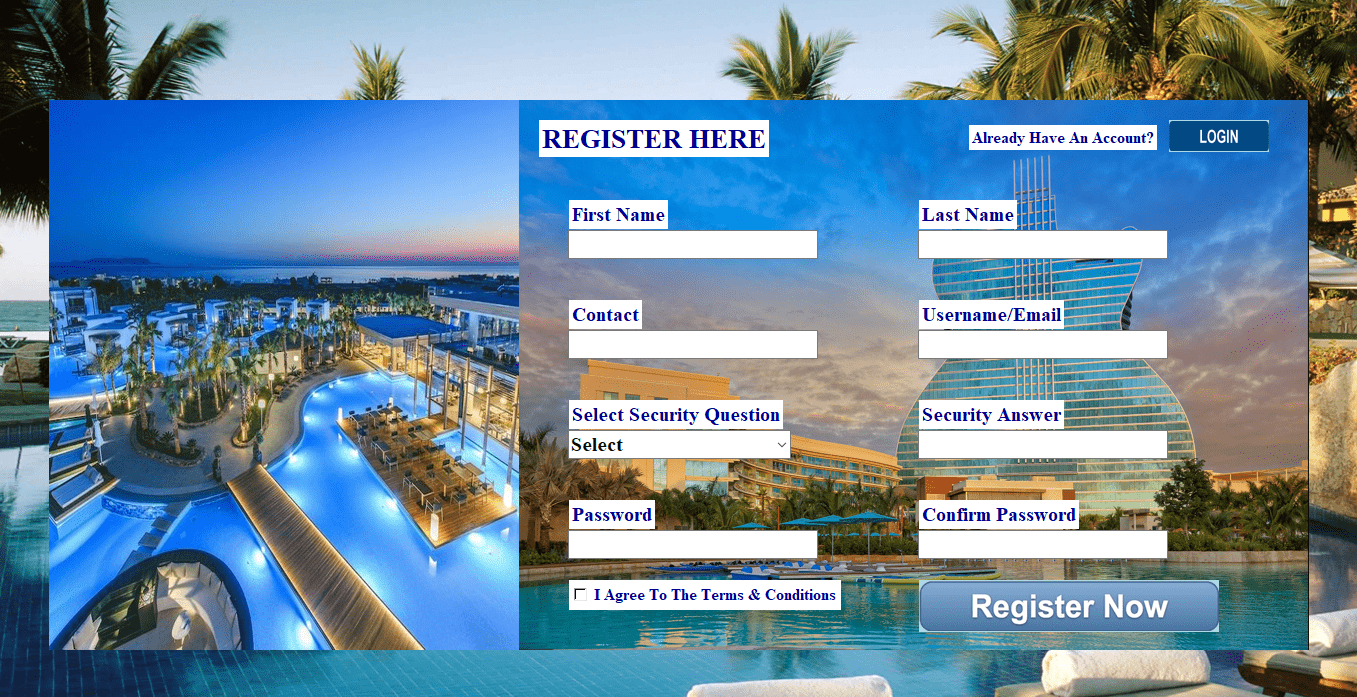 REGISTER HERE
Already Have An Account?
LOGIN
First Name
Last Name
Contact
Username/Email
Select Security Question
Security Answer
Select
Password
Confirm Password
I Agree To The Terms & Conditions
Register Now